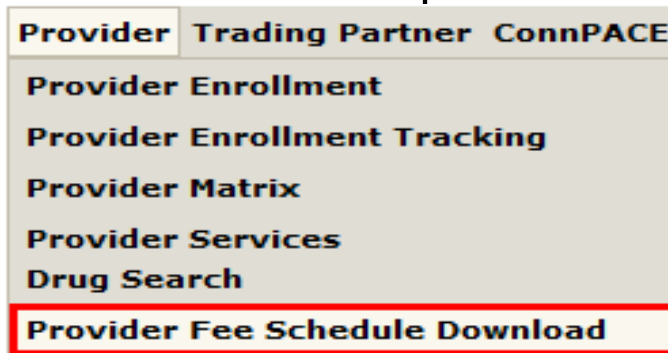 Provider Trading Partner ConnPACE
Provider Enrollment
Provider Enrollment Tracking
Provider Matrix
Provider Services
Drug Search
Provider Fee Schedule Download